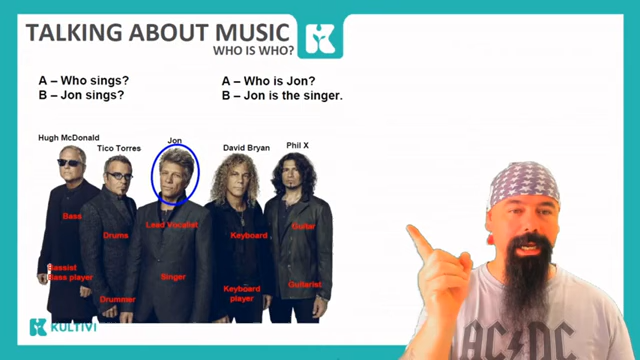 TALKING ABOUT MUSIC
WHO IS WHO?
A – Who sings?
B – Jon sings?
A – Who is Jon?
B – Jon is the singer.
Hugh McDonald
Tico Torres
Jon
David Bryan
Phil X
Bass
Drums
Lead Vocalist
Keyboard
Guitar
Bassist
Bass player
Drummer
Singer
Keyboard
player
Guitarist
KULTIVI
AC/DC